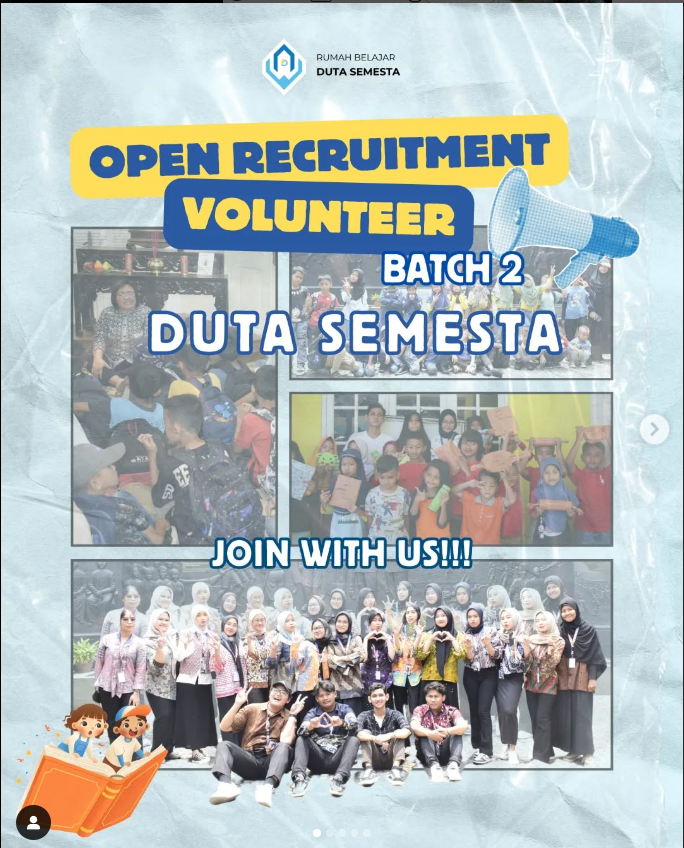 RUMAH BELAJAR
DUTA SEMESTA
OPEN RECRUITMENT
VOLUNTEER
BATCH 2
DUTA SEMESTA
JOIN WITH US!!!